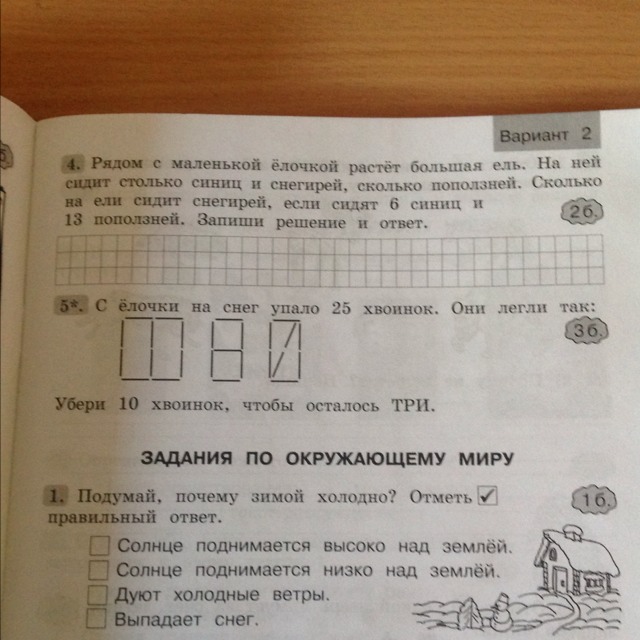 Вариант 2
4. Рядом с маленькой ёлочкой растёт большая ель. На ней
сидит столько синиц и снегирей, сколько поползней. Сколько
на ели сидит снегирей, если сидят 6 синиц и
13 поползней. Запиши решение и ответ.
2б.
5*. С ёлочки на снег упало 25 хвоинок. Они легли так:
3б.
Убери 10 хвоинок, чтобы осталось ТРИ.
ЗАДАНИЯ ПО ОКРУЖАЮЩЕМУ МИРУ
1. Подумай, почему зимой холодно? Отметь ✓
правильный ответ.
1б.
Солнце поднимается высоко над землёй.
Солнце поднимается низко над землёй.
Дуют холодные ветры.
Выпадает снег.